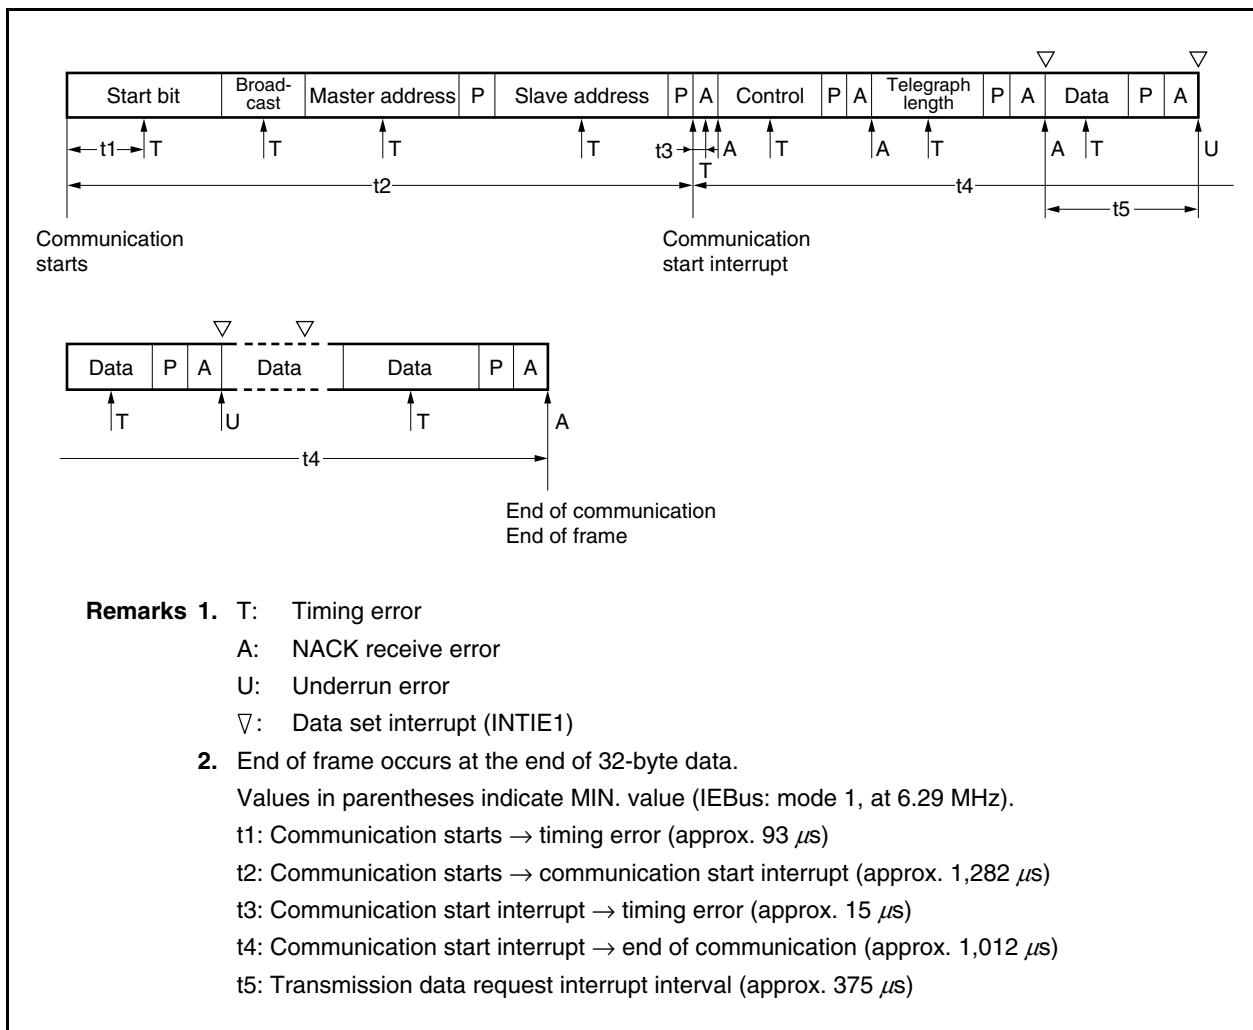 Start bit Broad- cast Master address P Slave address P A Control P A Telegraph length P A Data P A
t1 T T T T t3 A T A T A T U
T
t2 t4
t5
Communication starts
Communication start interrupt
Data P A Data Data P A
T U T A
t4
End of communication
End of frame
Remarks 1. T: Timing error
A: NACK receive error
U: Underrun error
▽: Data set interrupt (INTIE1)
2. End of frame occurs at the end of 32-byte data.
Values in parentheses indicate MIN. value (IEBus: mode 1, at 6.29 MHz).
t1: Communication starts → timing error (approx. 93 μs)
t2: Communication starts → communication start interrupt (approx. 1,282 μs)
t3: Communication start interrupt → timing error (approx. 15 μs)
t4: Communication start interrupt → end of communication (approx. 1,012 μs)
t5: Transmission data request interrupt interval (approx. 375 μs)